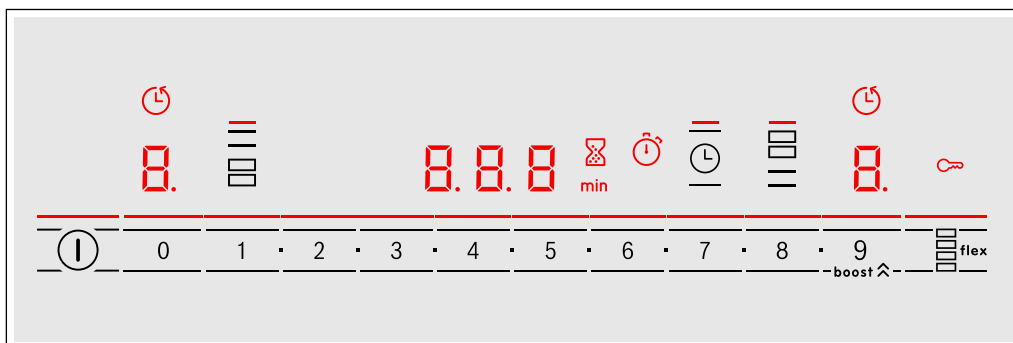 8. 8.8.8 8.
min
0 1 · 2 · 3 · 4 · 5 · 6 · 7 · 8 · 9 flex
boost